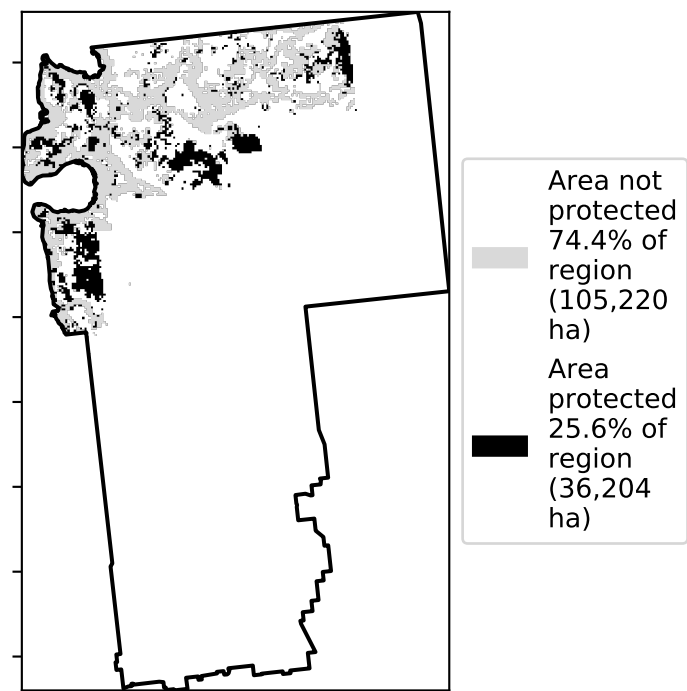 Area not
protected
74.4% of
region
(105,220
ha)
Area
protected
25.6% of
region
(36,204
ha)